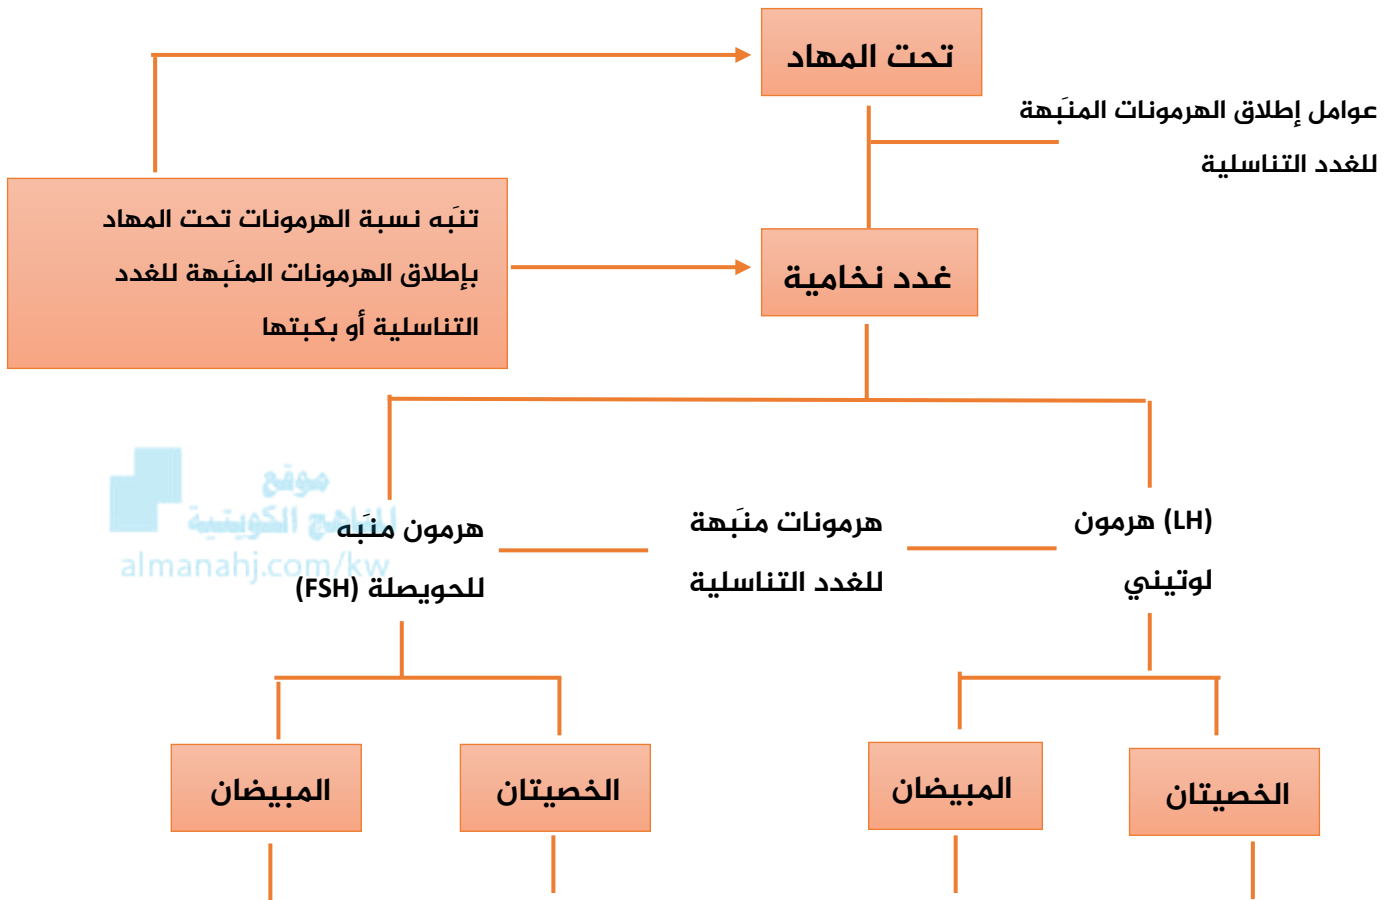 تحت المهاد
عوامل إطلاق الهرمونات المنبَهة
للغدد التناسلية
تنبَه نسبة الهرمونات تحت المهاد
بإطلاق الهرمونات المنبَهة للغدد
التناسلية أو بكبتها
غدد نخامية
موقع
المناهج الكويتية
almanahj.com/kw
(LH) هرمون
لوتيني
هرمونات منبَهة
للغدد التناسلية
هرمون منبَه
للحويصلة (FSH)
الخصيتان
المبيضان
الخصيتان
المبيضان